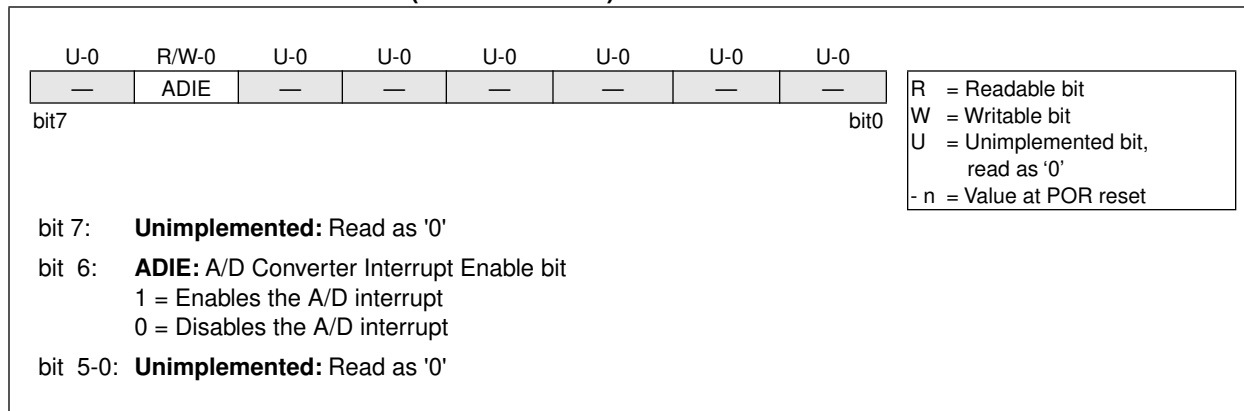 U-0 R/W-0 U-0 U-0 U-0 U-0 U-0 U-0
— ADIE — — — — — —
bit7 bit0
R = Readable bit
W = Writable bit
U = Unimplemented bit,
read as ‘0’
- n = Value at POR reset
bit 7: Unimplemented: Read as '0'
bit 6: ADIE: A/D Converter Interrupt Enable bit
1 = Enables the A/D interrupt
0 = Disables the A/D interrupt
bit 5-0: Unimplemented: Read as '0'